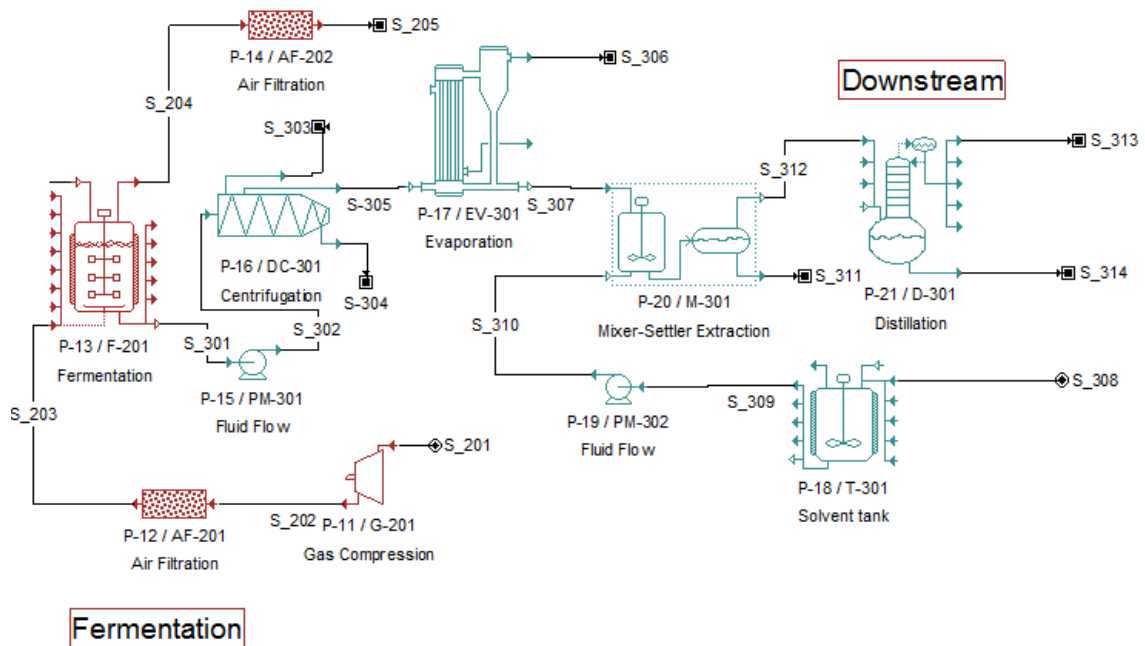 S_205
P-14 / AF-202
Air Filtration
S_204
S_306
Downstream
S_303
S_312
S_313
S-305
P-17 / EV-301
Evaporation
S_307
P-16 / DC-301
Centrifugation
S-304
S_311
P-20 / M-301
Mixer-Settler Extraction
S_314
P-21 / D-301
Distillation
S_310
S_302
S_301
P-13 / F-201
Fermentation
P-15 / PM-301
Fluid Flow
S_203
S_308
S_309
P-19 / PM-302
Fluid Flow
S_201
P-18 / T-301
Solvent tank
S_202
P-11 / G-201
Gas Compression
P-12 / AF-201
Air Filtration
Fermentation